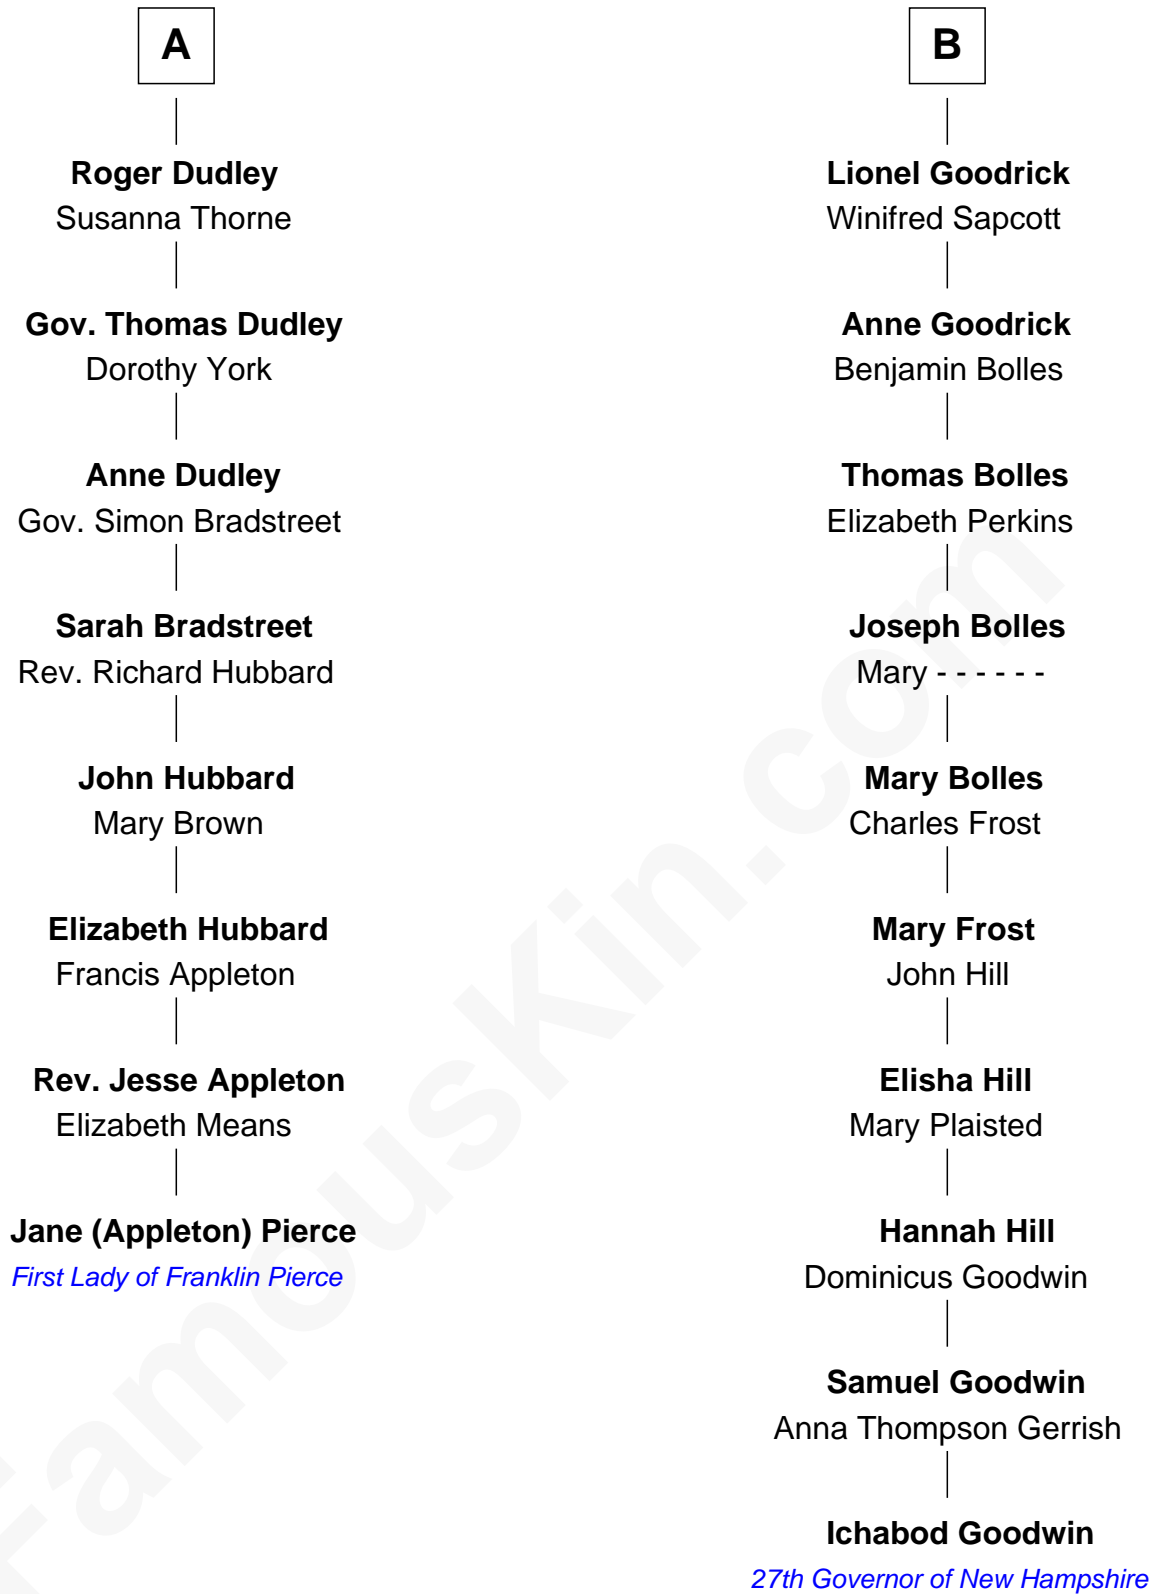 A
Roger Dudley
Susanna Thorne
Gov. Thomas Dudley
Dorothy York
Anne Dudley
Gov. Simon Bradstreet
Sarah Bradstreet
Rev. Richard Hubbard
John Hubbard
Mary Brown
Elizabeth Hubbard
Francis Appleton
Rev. Jesse Appleton
Elizabeth Means
Jane (Appleton) Pierce
First Lady of Franklin Pierce
B
Lionel Goodrick
Winifred Sapcott
Anne Goodrick
Benjamin Bolles
Thomas Bolles
Elizabeth Perkins
Joseph Bolles
Mary - - - - - -
Mary Bolles
Charles Frost
Mary Frost
John Hill
Elisha Hill
Mary Plaisted
Hannah Hill
Dominicus Goodwin
Samuel Goodwin
Anna Thompson Gerrish
Ichabod Goodwin
27th Governor of New Hampshire
FamousKin.com